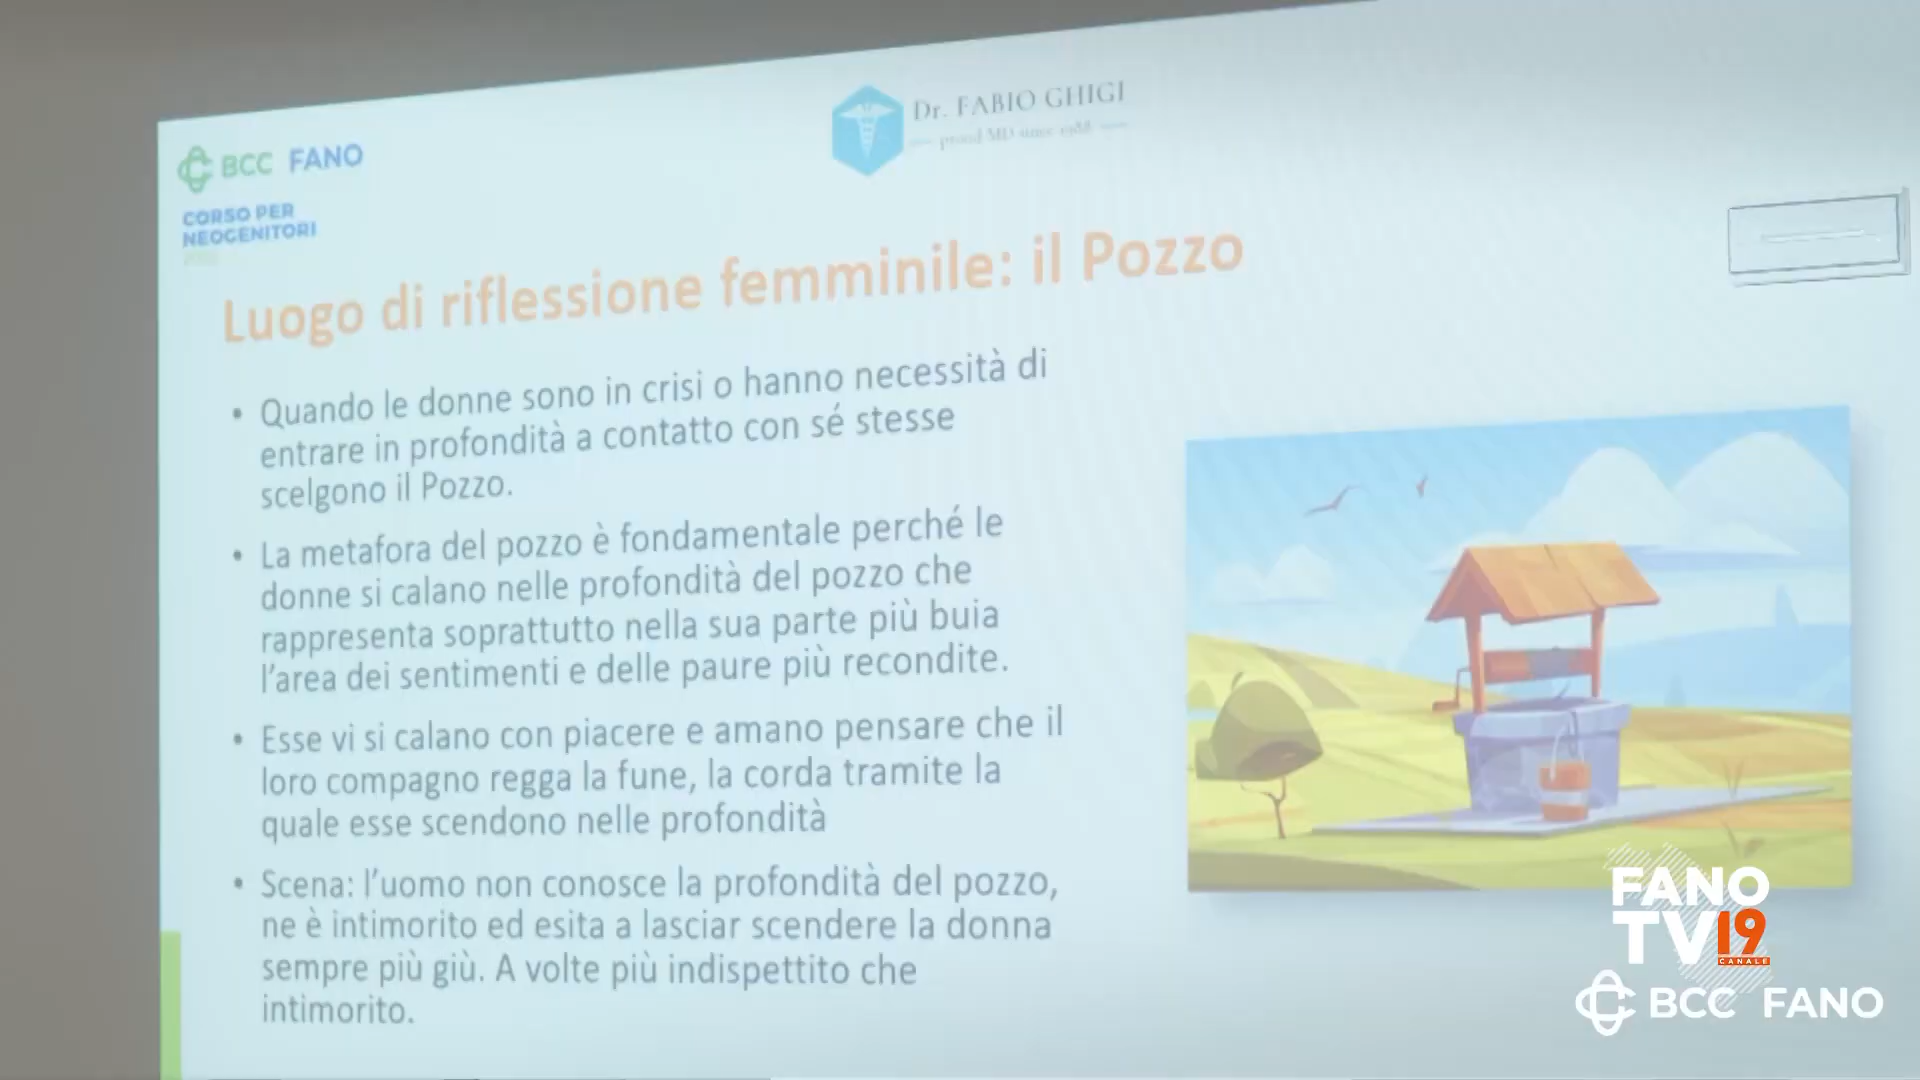 BCC FANO
CORSO PER
NEOGENITORI
Dr. FABIO GHIGI
proud MD since
Luogo di riflessione femminile: il Pozzo
• Quando le donne sono in crisi o hanno necessità di
entrare in profondità a contatto con sé stesse
scelgono il Pozzo.
• La metafora del pozzo è fondamentale perché le
donne si calano nelle profondità del pozzo che
rappresenta soprattutto nella sua parte più buia
l'area dei sentimenti e delle paure più recondite.
• Esse vi si calano con piacere e amano pensare che il
loro compagno regga la fune, la corda tramite la
quale esse scendono nelle profondità
• Scena: l'uomo non conosce la profondità del pozzo,
ne è intimorito ed esita a lasciar scendere la donna
sempre più giù. A volte più indispettito che
intimorito.
FANO
TV19
CANALE
BCC FANO